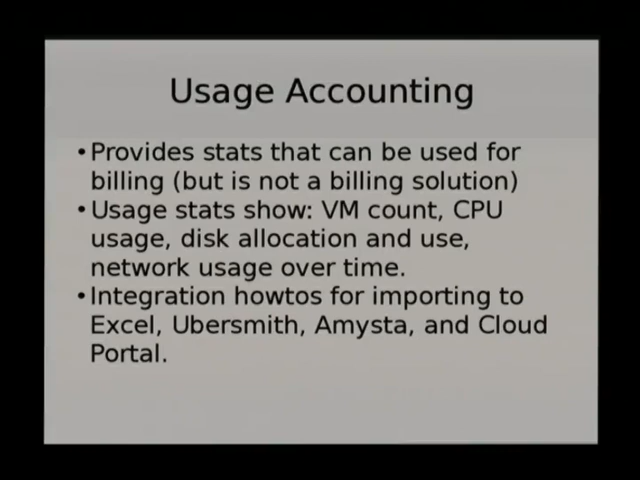 Usage Accounting
•Provides stats that can be used for
billing (but is not a billing solution)
•Usage stats show: VM count, CPU
usage, disk allocation and use,
network usage over time.
•Integration howtos for importing to
Excel, Ubersmith, Amysta, and Cloud
Portal.